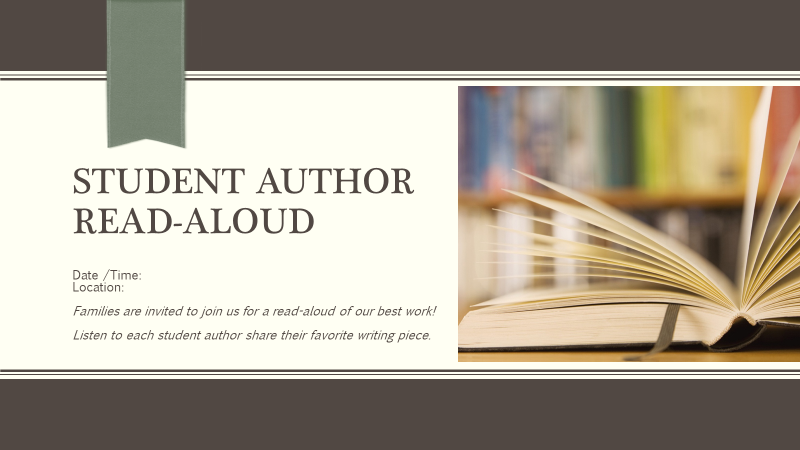 STUDENT AUTHOR
READ-ALOUD
Date /Time:
Location:
Families are invited to join us for a read-aloud of our best work!
Listen to each student author share their favorite writing piece.